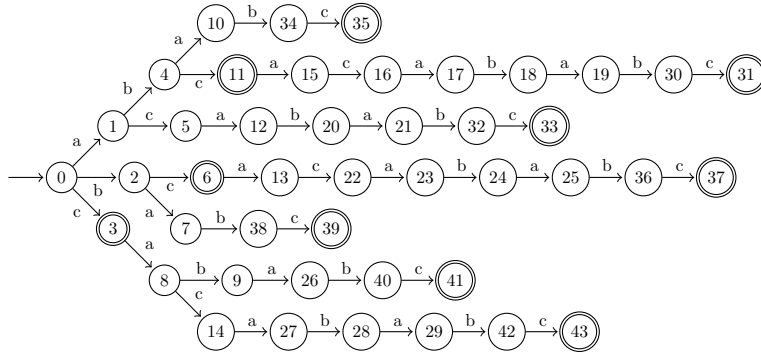 10 b 34 c 35
a
4 c 11 a 15 c 16 a 17 b 18 a 19 b 30 c 31
b
1 c 5 a 12 b 20 a 21 b 32 c 33
a
0 b 2 c 6 a 13 c 22 a 23 b 24 a 25 b 36 c 37
c a
3 7 b 38 c 39
a
8 b 9 a 26 b 40 c 41
c
14 a 27 b 28 a 29 b 42 c 43